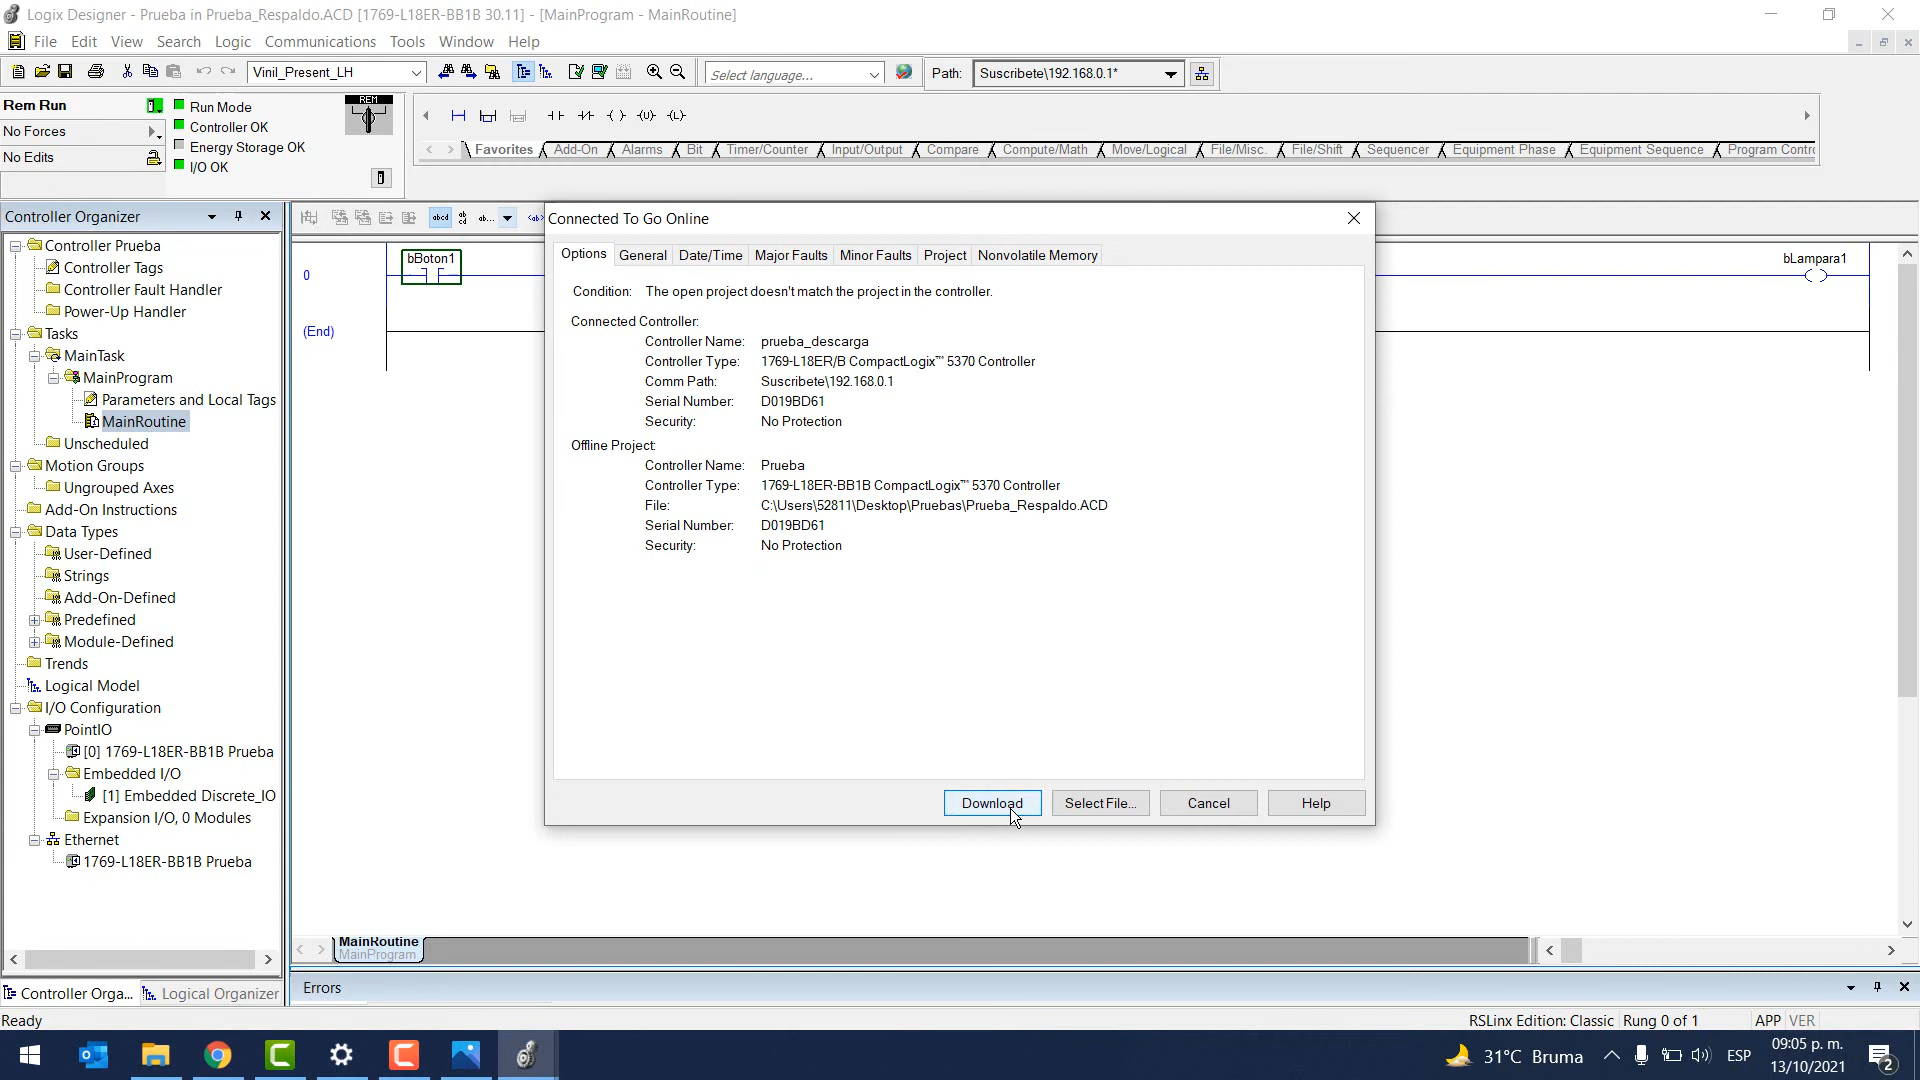 Logix Designer - Prueba in Prueba_Respaldo.ACD [1769-L18ER-BB1B 30.11] - [MainProgram - MainRoutine]
File Edit View Search Logic Communications Tools Window Help
Vinil_Present_LH
Select language...
Path: Suscribete\192.168.0.1*
Rem Run
No Forces
No Edits
Run Mode
Controller OK
Energy Storage OK
I/O OK
REM
Favorites Add-On Alarms Bit Timer/Counter Input/Output Compare Compute/Math Move/Logical File/Misc. File/Shift Sequencer Equipment Phase Equipment Sequence Program Contr
Controller Organizer
Controller Prueba
Controller Tags
Controller Fault Handler
Power-Up Handler
Tasks
MainTask
MainProgram
Parameters and Local Tags
MainRoutine
Unscheduled
Motion Groups
Ungrouped Axes
Add-On Instructions
Data Types
User-Defined
Strings
Add-On-Defined
Predefined
Module-Defined
Trends
Logical Model
I/O Configuration
PointIO
[0] 1769-L18ER-BB1B Prueba
Embedded I/O
[1] Embedded Discrete_IO
Expansion I/O, 0 Modules
Ethernet
1769-L18ER-BB1B Prueba
Controller Orga...
Logical Organizer
abcd
ab
cd
ab...
<ab>
bBoton1
0
(End)
bLampara1
Connected To Go Online
Options General Date/Time Major Faults Minor Faults Project Nonvolatile Memory
Condition: The open project doesn't match the project in the controller.
Connected Controller:
Controller Name: prueba_descarga
Controller Type: 1769-L18ER/B CompactLogix™ 5370 Controller
Comm Path: Suscribete\192.168.0.1
Serial Number: D019BD61
Security: No Protection
Offline Project:
Controller Name: Prueba
Controller Type: 1769-L18ER-BB1B CompactLogix™ 5370 Controller
File: C:\Users\52811\Desktop\Pruebas\Prueba_Respaldo.ACD
Serial Number: D019BD61
Security: No Protection
Download Select File... Cancel Help
MainRoutine
MainProgram
Errors
Ready
RSLinx Edition: Classic Rung 0 of 1 APP VER
31°C Bruma
ESP
09:05 p. m.
13/10/2021
2